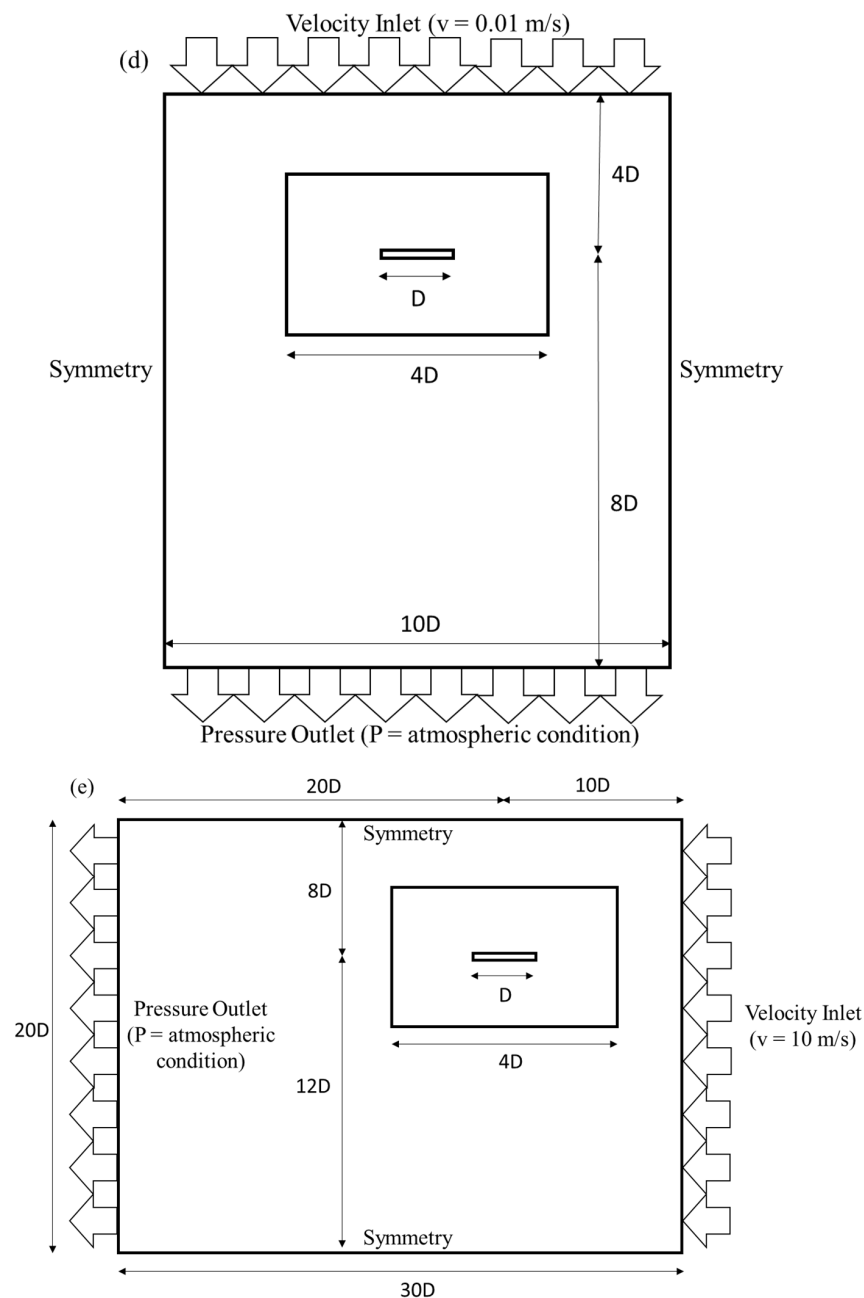 Velocity Inlet (v = 0.01 m/s)
(d)
4D
D
4D
Symmetry
Symmetry
8D
10D
Pressure Outlet (P = atmospheric condition)
(e)
20D
10D
Symmetry
8D
D
Pressure Outlet
(P = atmospheric
condition)
20D
Velocity Inlet
(v = 10 m/s)
4D
12D
Symmetry
30D